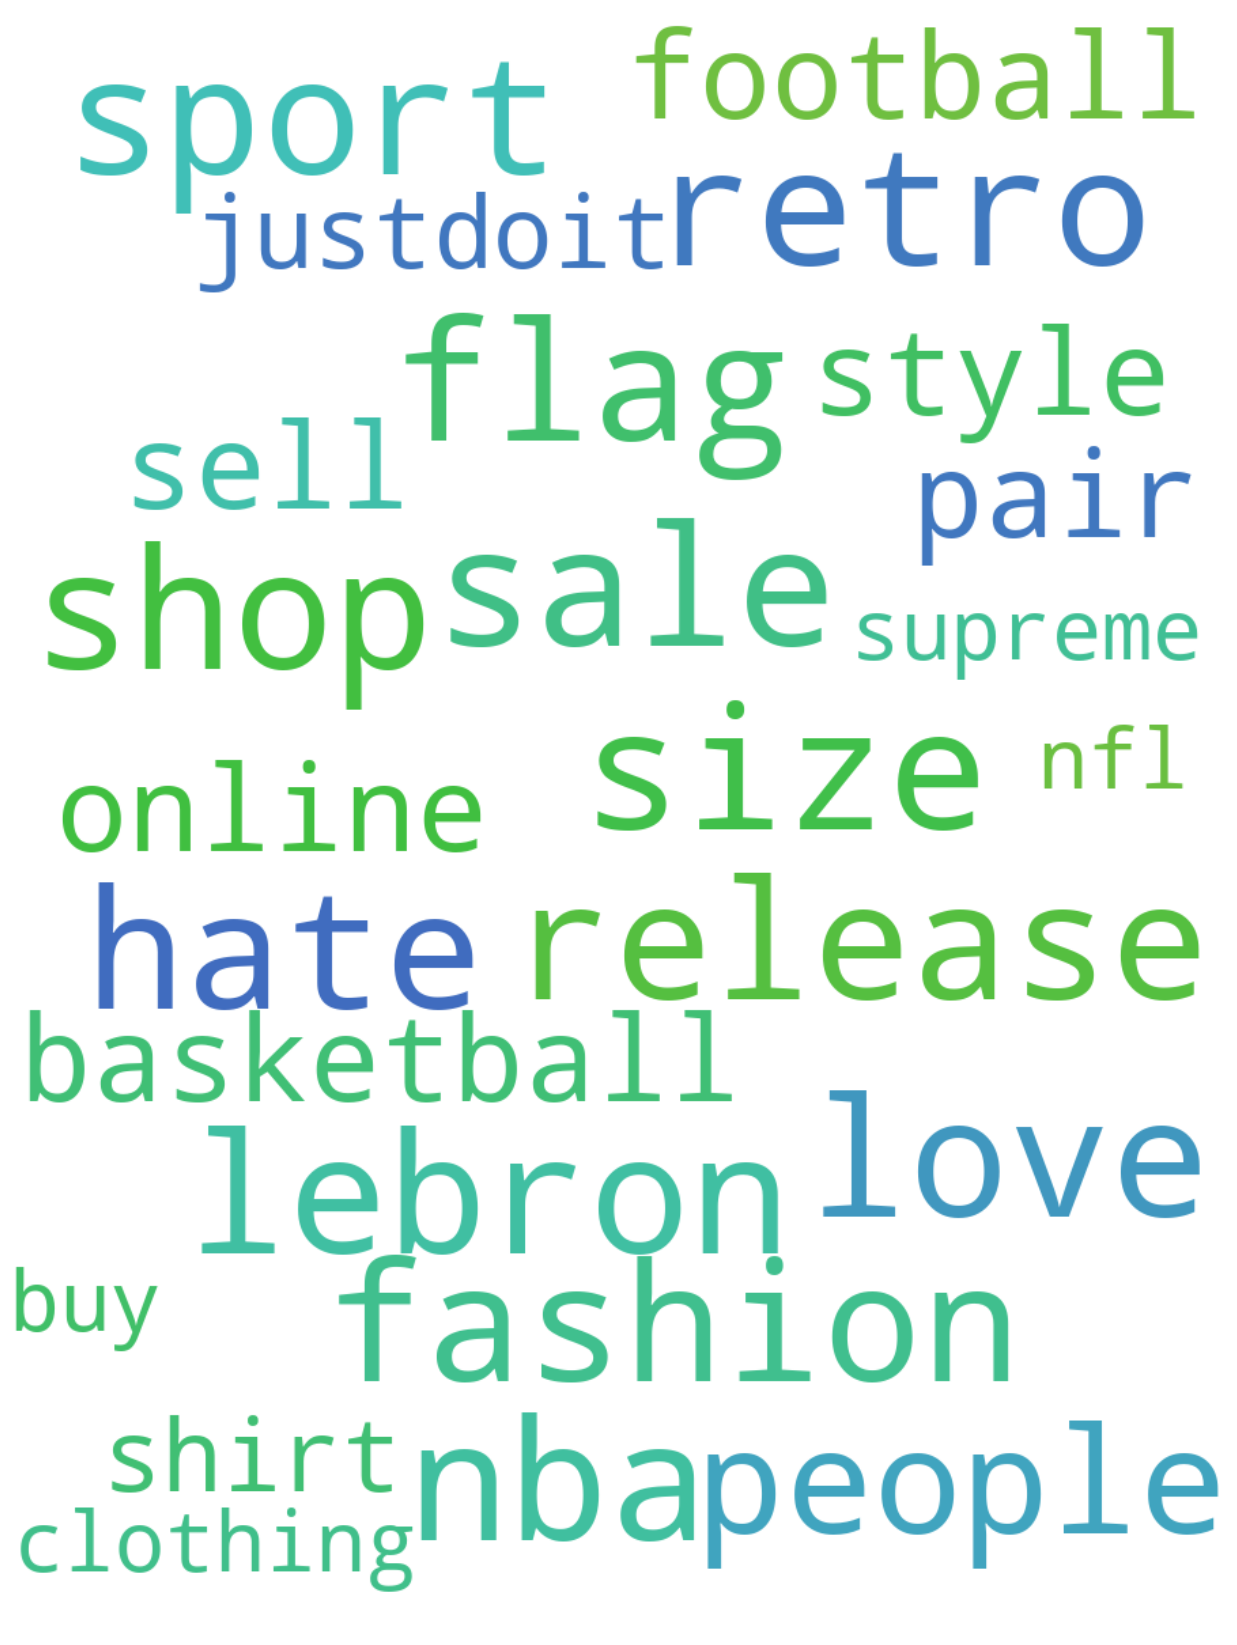 sport football
justdoit retro
flag style
sell pair
shop sale supreme
size nfl
online
hate release
basketball
lebron love
buy fashion
shirt nba people
clothing